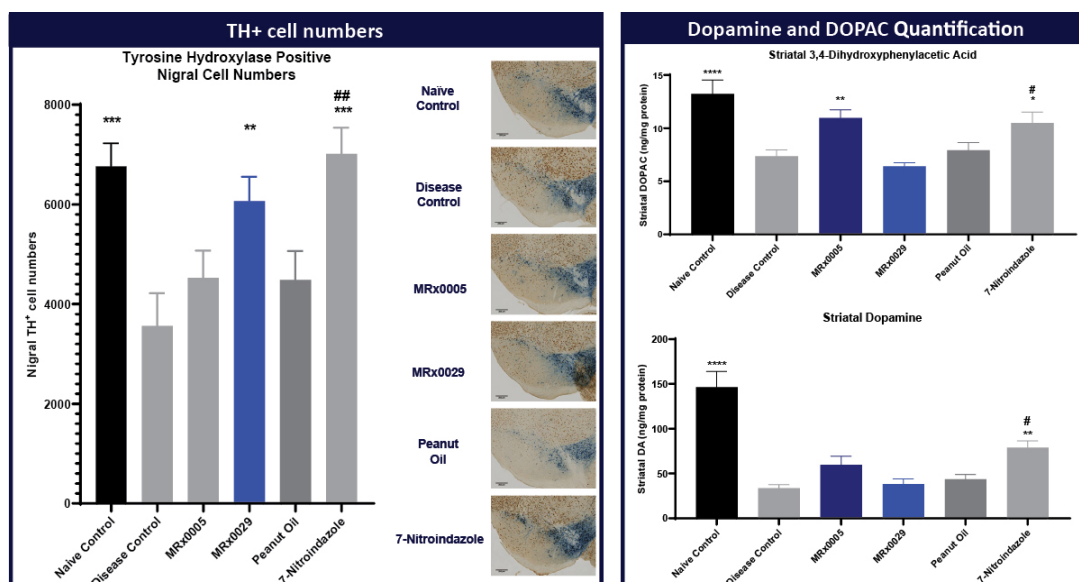 TH+ cell numbers
Tyrosine Hydroxylase Positive
Nigral Cell Numbers
Nigral TH+ cell numbers
8000
6000
4000
2000
0
***
**
##
***
Naive Control
Disease Control
MRx0005
MRx0029
Peanut Oil
7-Nitroindazole
Naïve
Control
Disease
Control
MRx0005
MRx0029
Peanut
Oil
7-Nitroindazole
Dopamine and DOPAC Quantification
Striatal 3,4-Dihydroxyphenylacetic Acid
Striatal DOPAC (ng/mg protein)
15
10
5
0
****
**
#
*
Naive Control
Disease Control
MRx0005
MRx0029
Peanut Oil
7-Nitroindazole
Striatal Dopamine
Striatal DA (ng/mg protein)
200
150
100
50
0
****
#
**
Naive Control
Disease Control
MRx0005
MRx0029
Peanut Oil
7-Nitroindazole